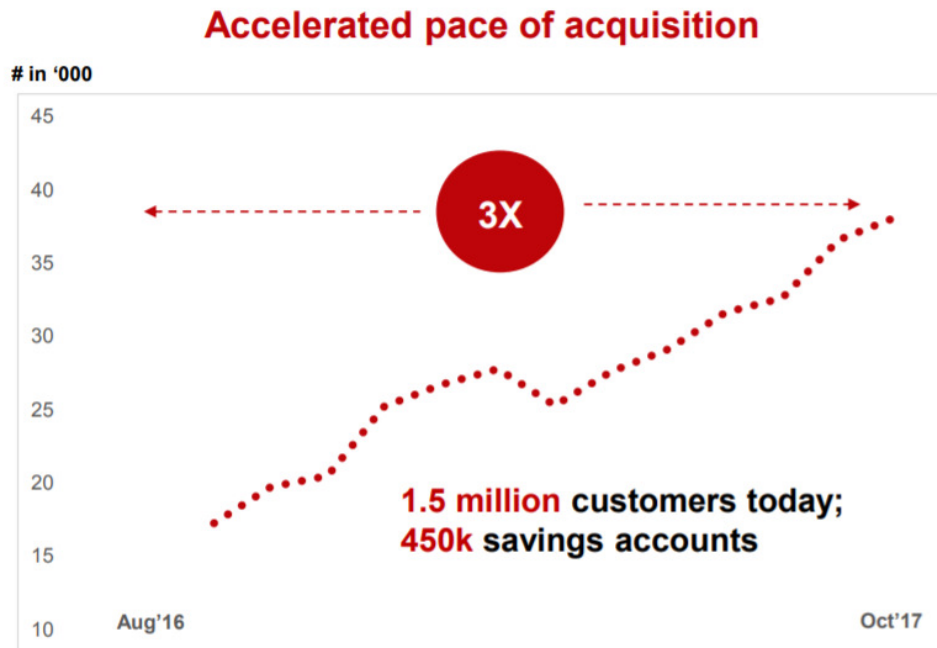 Accelerated pace of acquisition
# in ‘000
45
40
3X
35
30
25
20
1.5 million customers today;
450k savings accounts
15
Aug’16
Oct’17
10